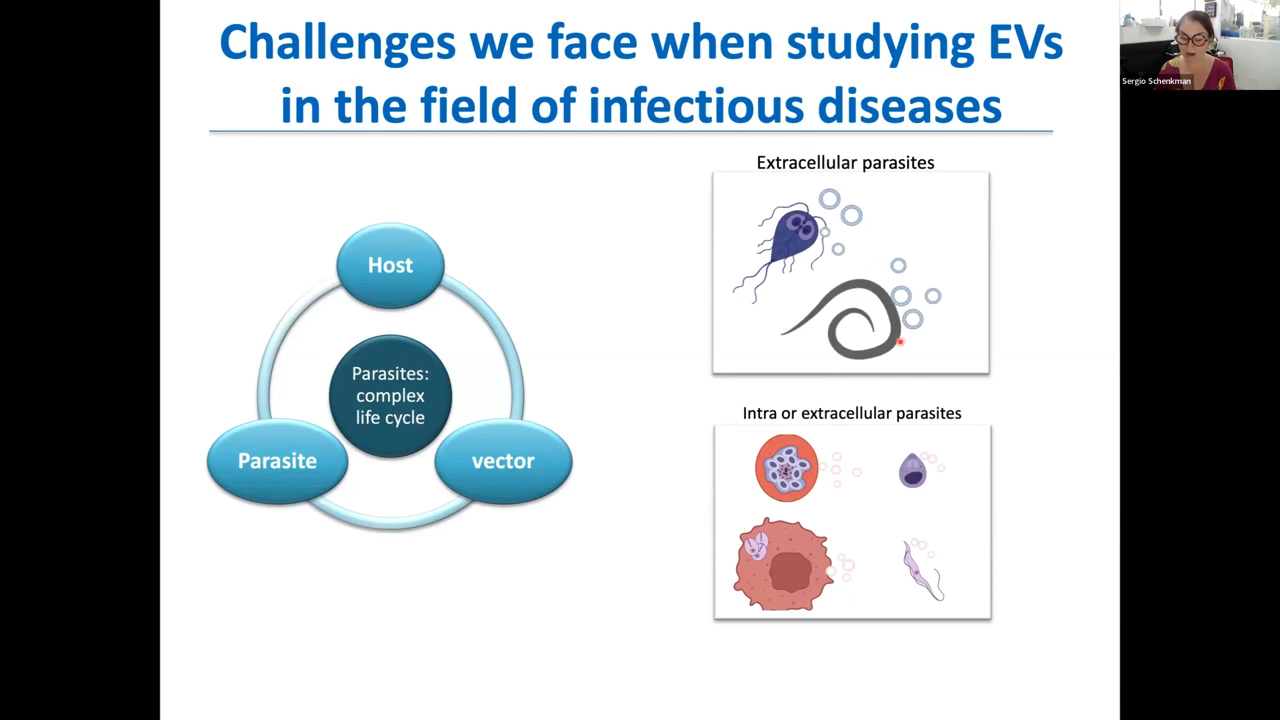 Challenges we face when studying EVs
in the field of infectious diseases
Sergio Schenkman
Host
Parasites:
complex
life cycle
Parasite
vector
Extracellular parasites
Intra or extracellular parasites